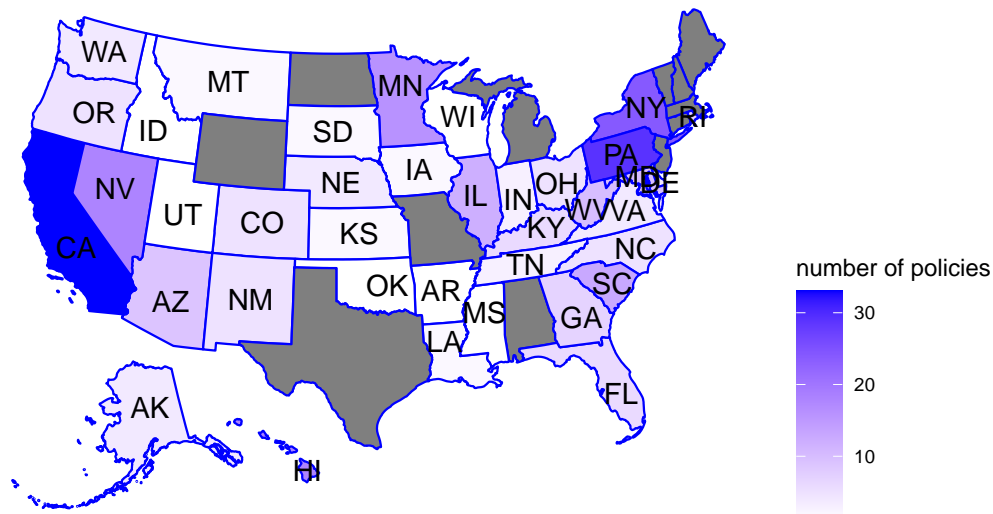 WA
MT
MN
OR
ID
SD
WI
NY
RI
NV
UT
CO
NE
IA
IL
IN
OH
PA
MD
DE
WV
VA
KY
CA
KS
NC
TN
AZ
NM
OK
AR
MS
SC
GA
LA
FL
AK
HI
number of policies
30
20
10